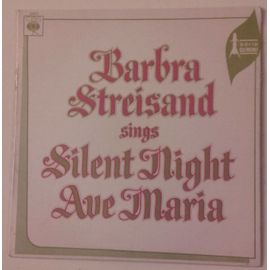 Barbra
Streisand
sings
Silent Night
Ave Maria